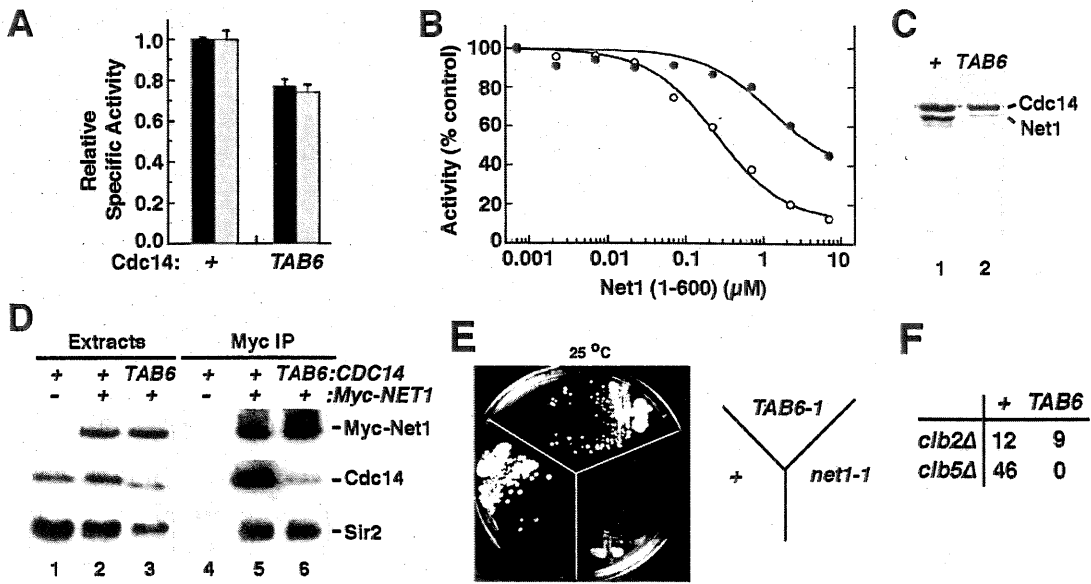 A
Relative
Specific Activity
1.0
0.8
0.6
0.4
0.2
0.0
Cdc14: + TAB6
B
Activity (% control)
100
80
60
40
20
0
0.001 0.01 0.1 1 10
Net1 (1-600) (µM)
C
+ TAB6
Cdc14
Net1
1 2
D
Extracts Myc IP
+ + TAB6 + + TAB6:CDC14
- + + - + + :Myc-NET1
Myc-Net1
Cdc14
Sir2
1 2 3 4 5 6
E
25 °C
TAB6-1
+ net1-1
F
+ TAB6
clb2Δ 12 9
clb5Δ 46 0